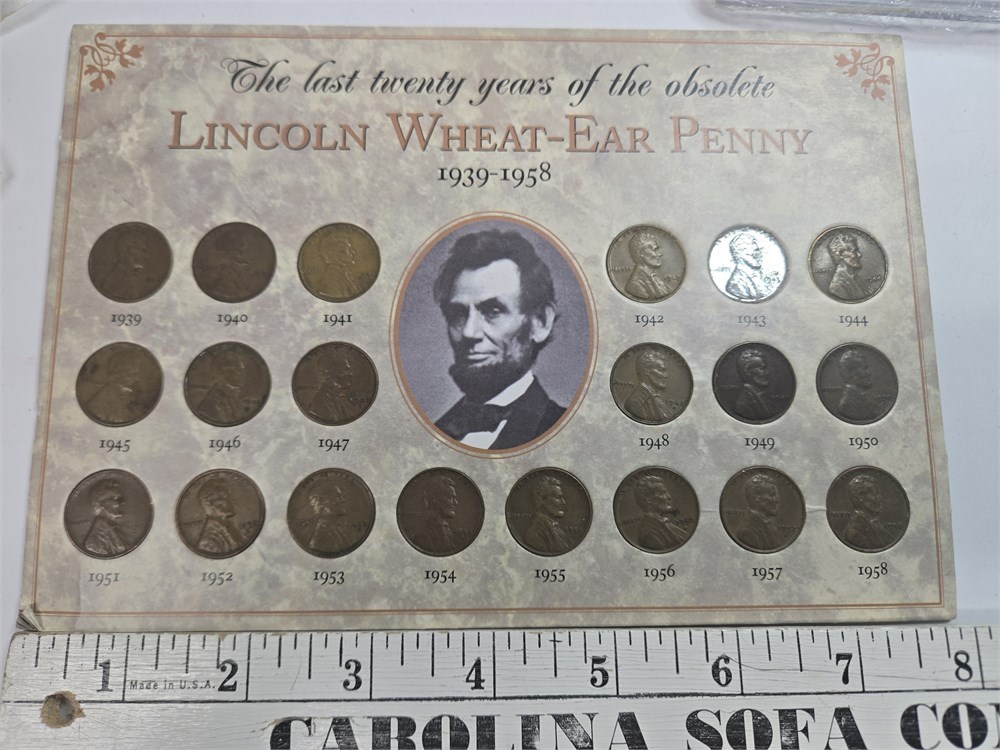 The last twenty years of the obsolete
LINCOLN WHEAT-EAR PENNY
1939-1958
1939 1940 1941 1942 1943 1944
1945 1946 1947 1948 1949 1950
1951 1952 1953 1954 1955 1956 1957 1958
1 2 3 4 5 6 7 8
Made in U.S.A.
CAROLINA SOFA CO